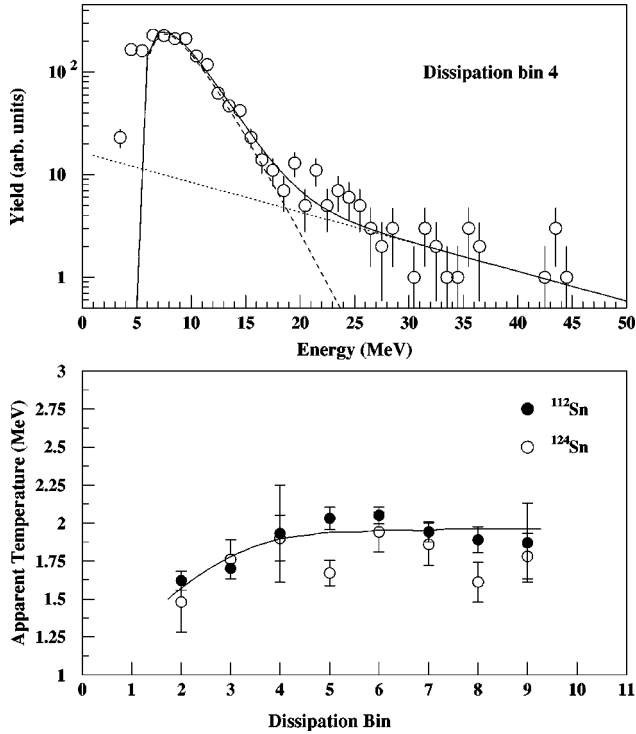 Yield (arb. units)
10²
10
1
Dissipation bin 4
0 5 10 15 20 25 30 35 40 45 50
Energy (MeV)
Apparent Temperature (MeV)
3
2.75
2.5
2.25
2
1.75
1.5
1.25
1
¹¹²Sn
¹²⁴Sn
0 1 2 3 4 5 6 7 8 9 10 11
Dissipation Bin